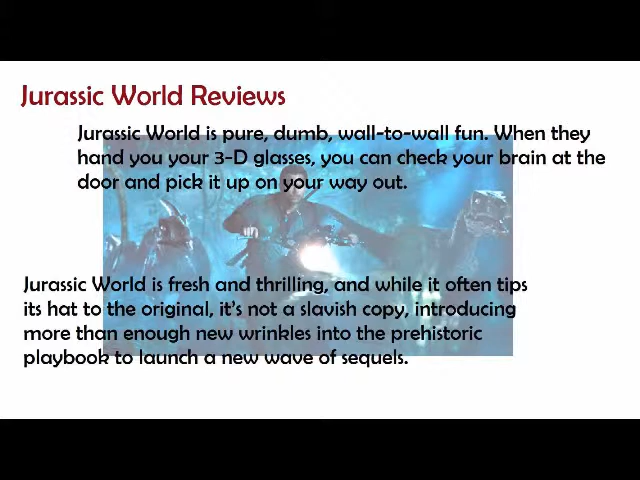 Jurassic World Reviews
Jurassic World is pure, dumb, wall-to-wall fun. When they
hand you your 3-D glasses, you can check your brain at the
door and pick it up on your way out.
Jurassic World is fresh and thrilling, and while it often tips
its hat to the original, it's not a slavish copy, introducing
more than enough new wrinkles into the prehistoric
playbook to launch a new wave of sequels.